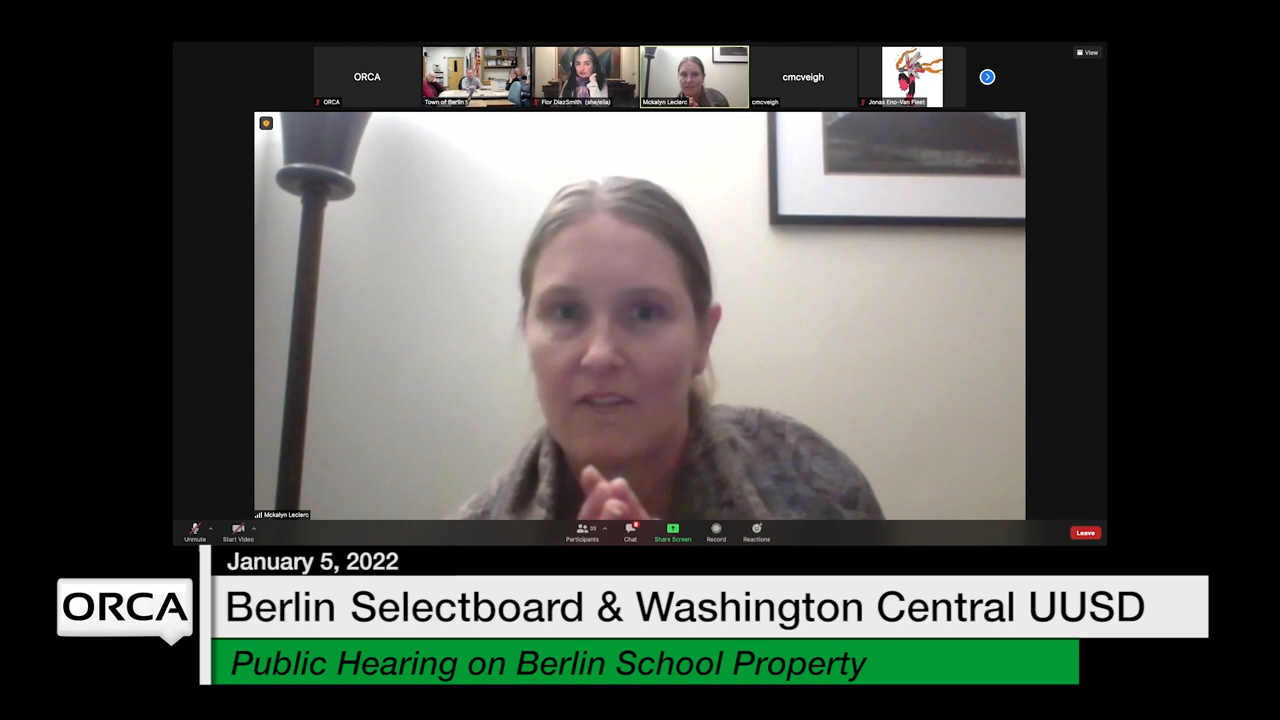 View
ORCA
cmcveigh
ORCA
Town of Berlin
Flor DiazSmith (she/ella)
Mckalyn Leclerc
cmcveigh
Jonas Eno-Van Fleet
Mckalyn Leclerc
Unmute
Start Video
35
Participants
Chat
Share Screen
Record
Reactions
Leave
January 5, 2022
ORCA
Berlin Selectboard & Washington Central UUSD
Public Hearing on Berlin School Property